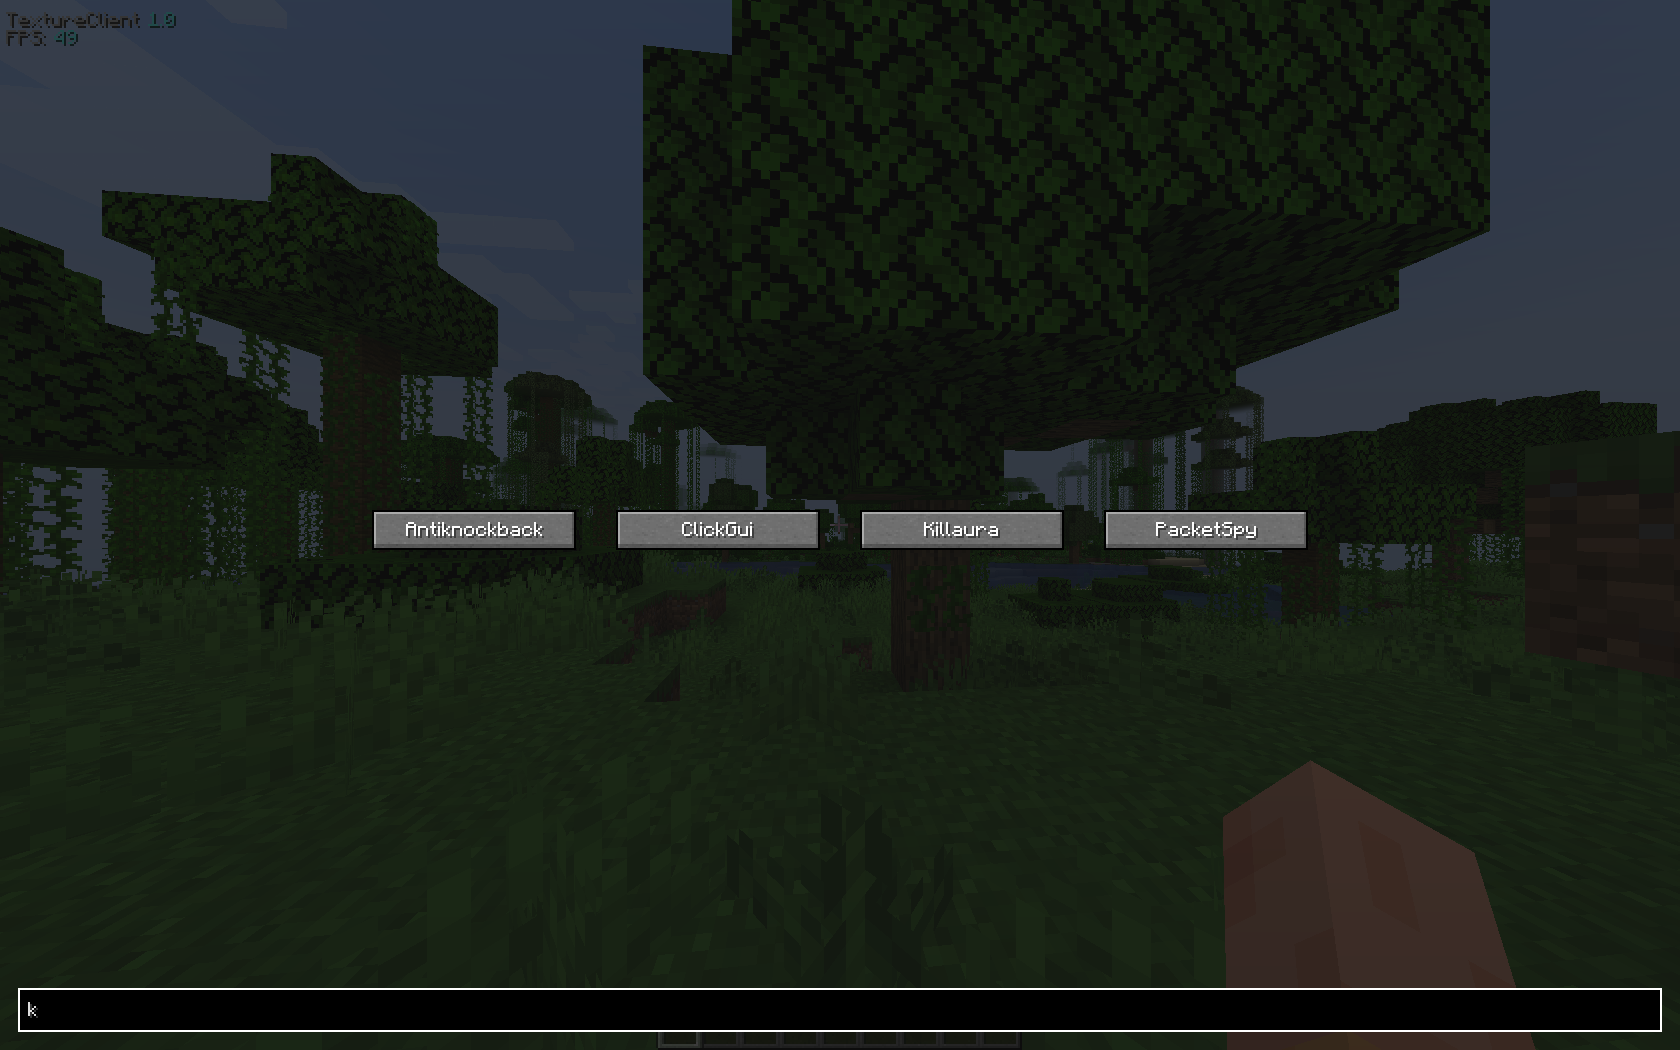 TextureClient 1.0
FPS: 49
Antiknockback
ClickGui
Killaura
PacketSpy
k